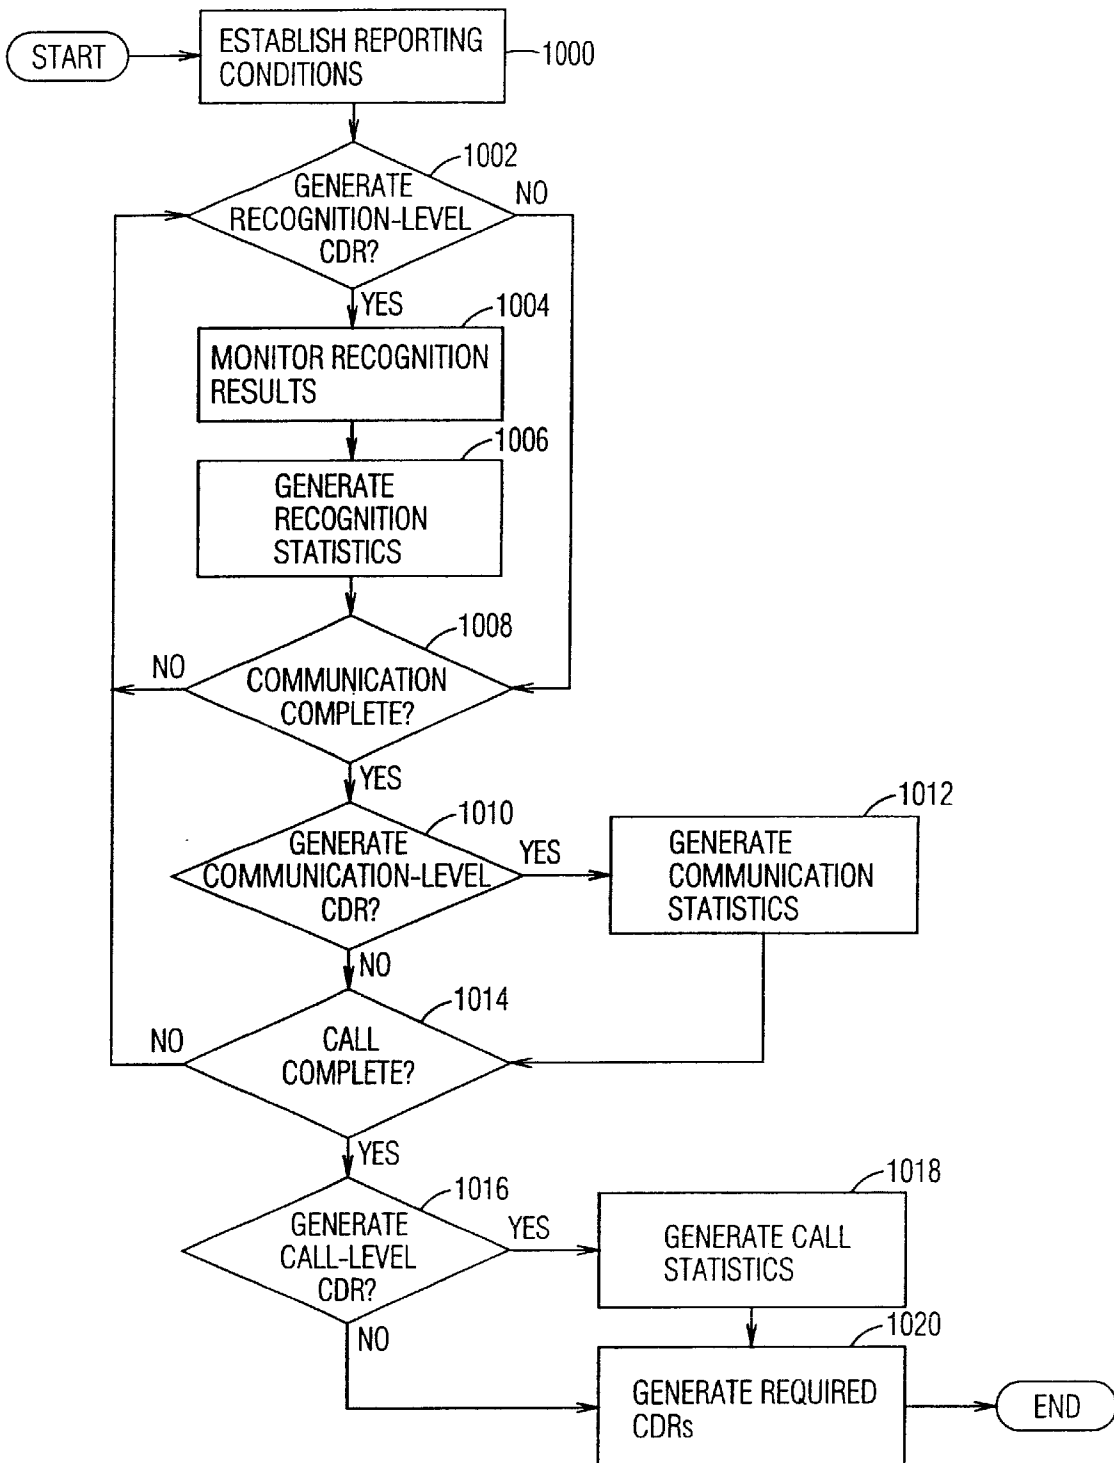 START
ESTABLISH REPORTING
CONDITIONS
1000
1002
GENERATE
RECOGNITION-LEVEL
CDR?
NO
YES
1004
MONITOR RECOGNITION
RESULTS
1006
GENERATE
RECOGNITION
STATISTICS
1008
NO
COMMUNICATION
COMPLETE?
YES
1010
GENERATE
COMMUNICATION-LEVEL
CDR?
YES
1012
GENERATE
COMMUNICATION
STATISTICS
NO
1014
NO
CALL
COMPLETE?
YES
1016
GENERATE
CALL-LEVEL
CDR?
YES
1018
GENERATE CALL
STATISTICS
NO
1020
GENERATE REQUIRED
CDRs
END